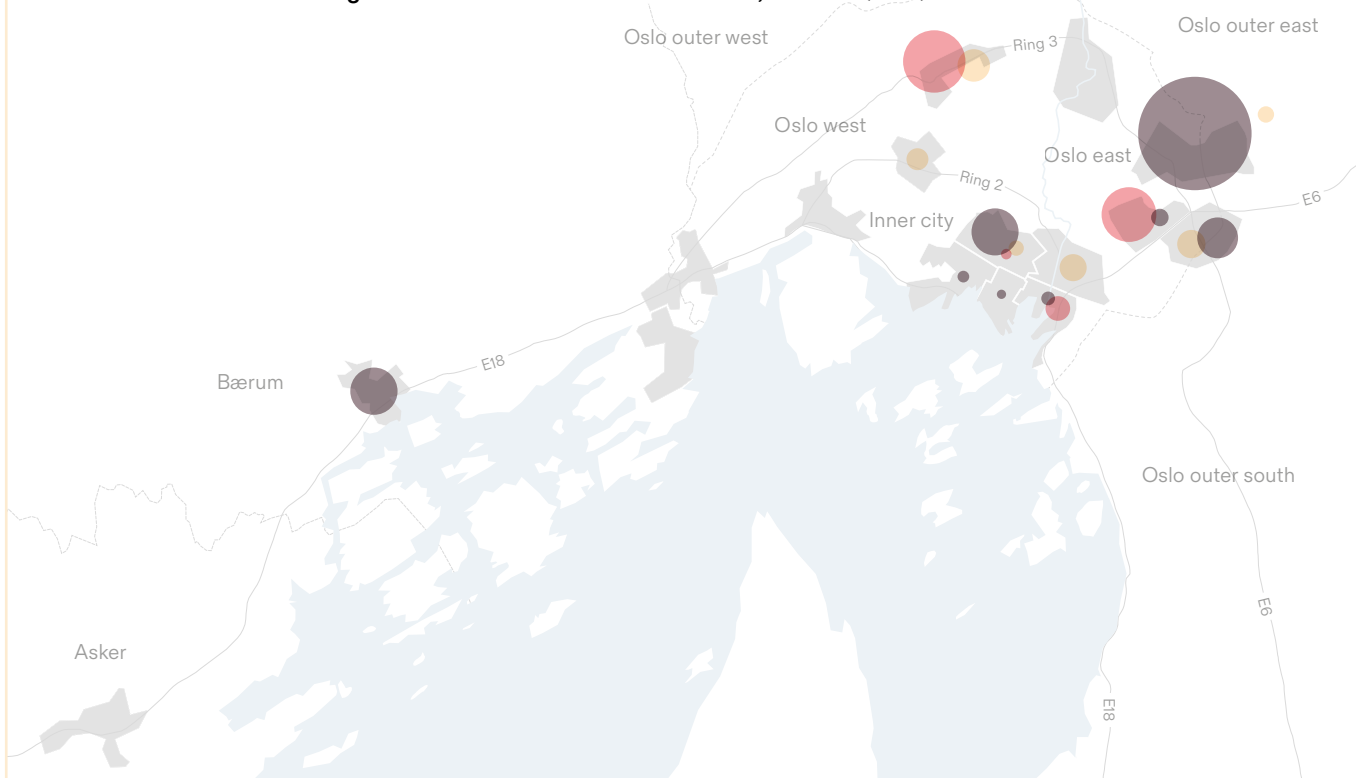 Oslo outer east
Oslo outer west
Ring 3
Oslo west
Oslo east
Ring 2
E6
Inner city
E18
Bærum
Oslo outer south
E6
Asker
E18